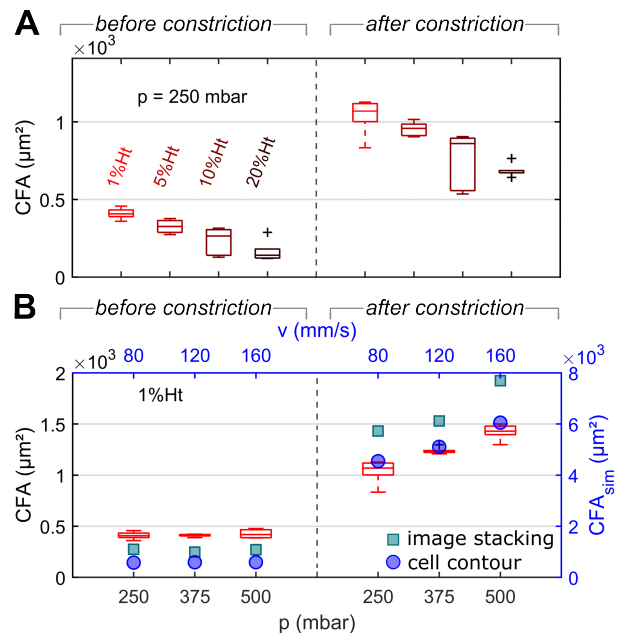 A
before constriction
after constriction
×10³
p = 250 mbar
1%Ht
5%Ht
10%Ht
20%Ht
CFA (µm²)
1
0.5
0
B
before constriction
after constriction
v (mm/s)
80 120 160 80 120 160
×10³
×10³
1%Ht
CFA (µm²)
2
1.5
1
0.5
0
8
6
4
2
0
CFAsim (µm²)
image stacking
cell contour
250 375 500 250 375 500
p (mbar)